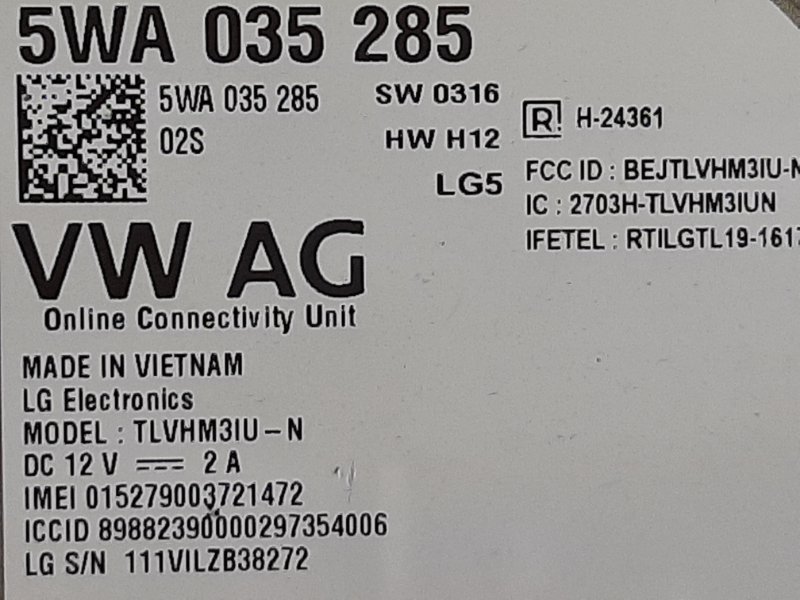 5WA 035 285
5WA 035 285
02S
SW 0316
HW H12
LG5
R H-24361
FCC ID : BEJTLVHM3IU-N
IC : 2703H-TLVHM3IUN
IFETEL : RTILGTL19-1617
VW AG
Online Connectivity Unit
MADE IN VIETNAM
LG Electronics
MODEL : TLVHM3IU-N
DC 12 V ⎓ 2 A
IMEI 015279003721472
ICCID 89882390000297354006
LG S/N 111VILZB38272